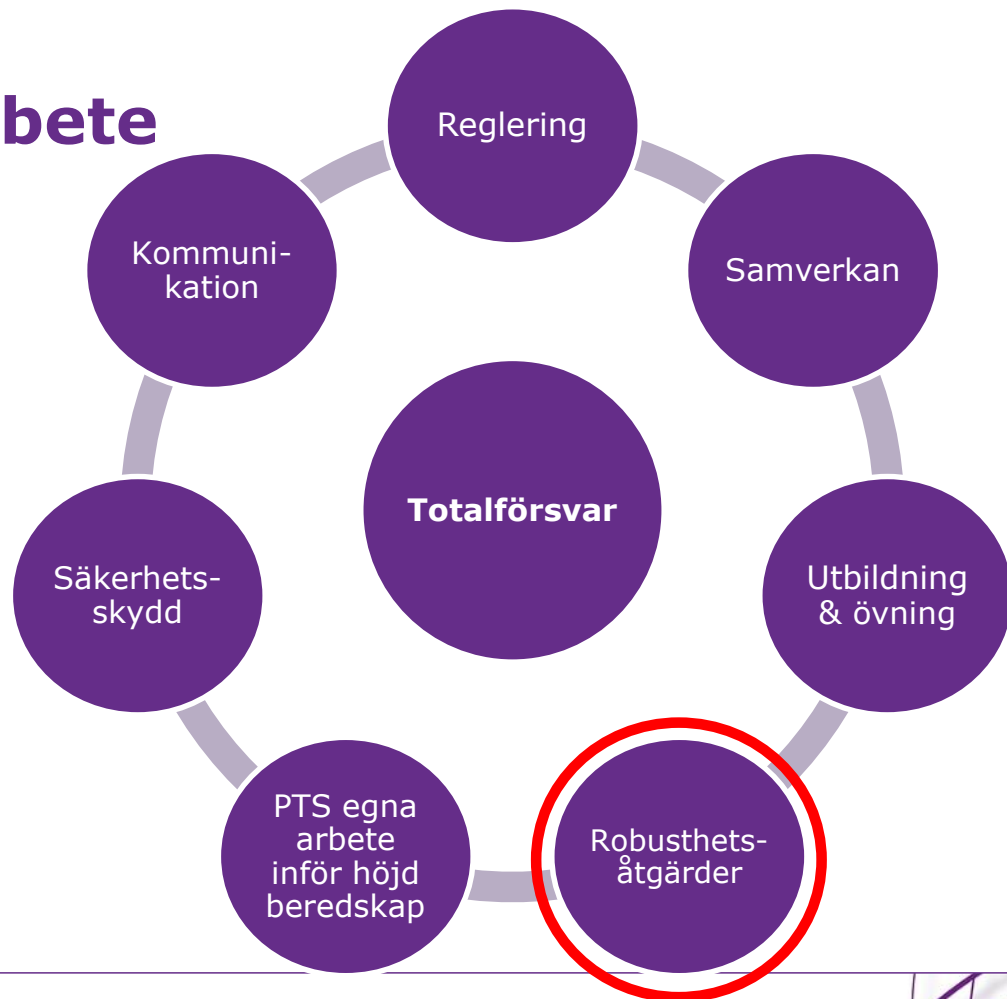 bete
Reglering
Kommuni-
kation
Samverkan
Totalförsvar
Säkerhets-
skydd
Utbildning
& övning
PTS egna
arbete
inför höjd
beredskap
Robusthets-
åtgärder